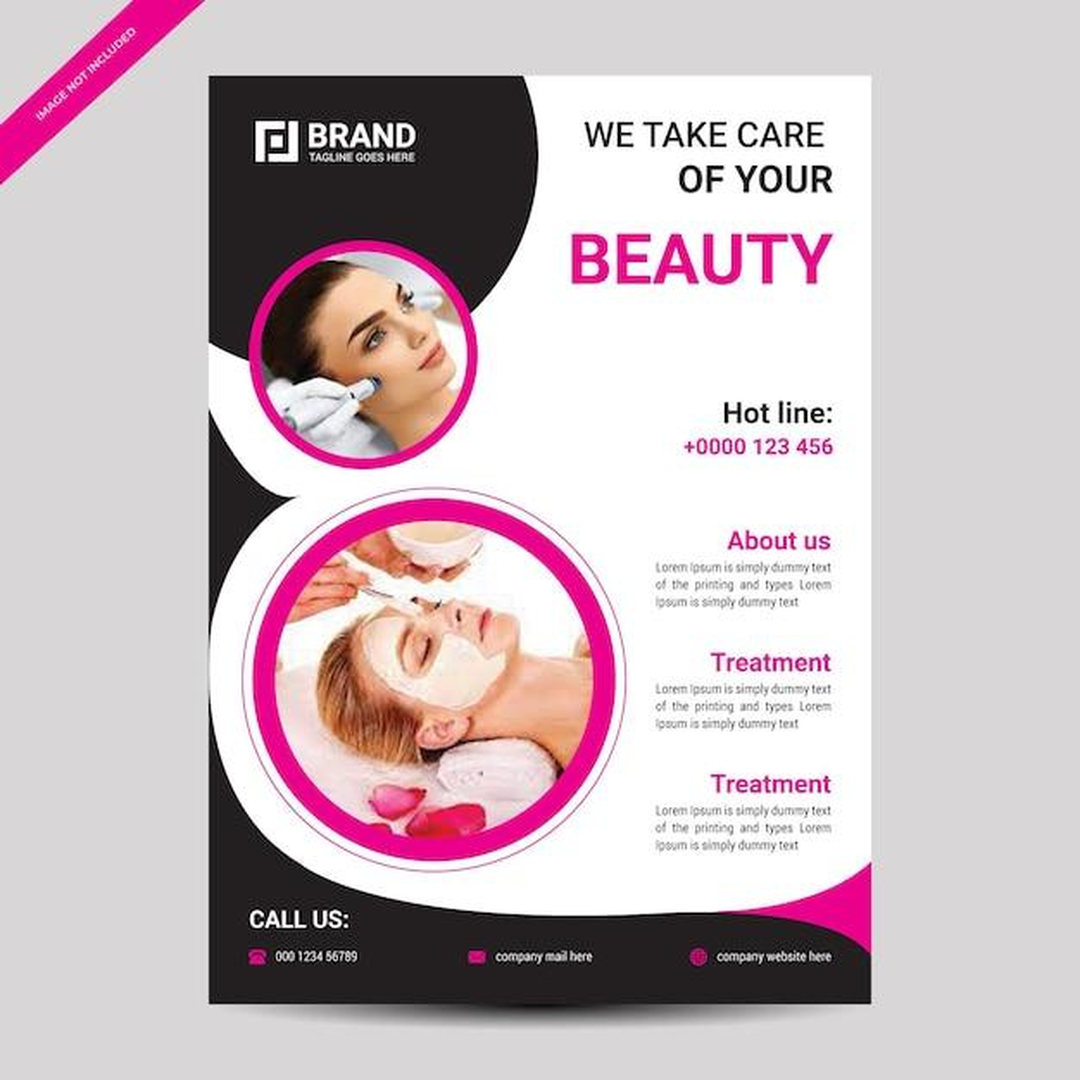 IMAGE NOT INCLUDED
BRAND
TAGLINE GOES HERE
WE TAKE CARE
OF YOUR
BEAUTY
Hot line:
+0000 123 456
About us
Lorem Ipsum is simply dummy text
of the printing and types Lorem
Ipsum is simply dummy text
Treatment
Lorem Ipsum is simply dummy text
of the printing and types Lorem
Ipsum is simply dummy text
Treatment
Lorem Ipsum is simply dummy text
of the printing and types Lorem
Ipsum is simply dummy text
CALL US:
000 1234 56789
company mail here
company website here